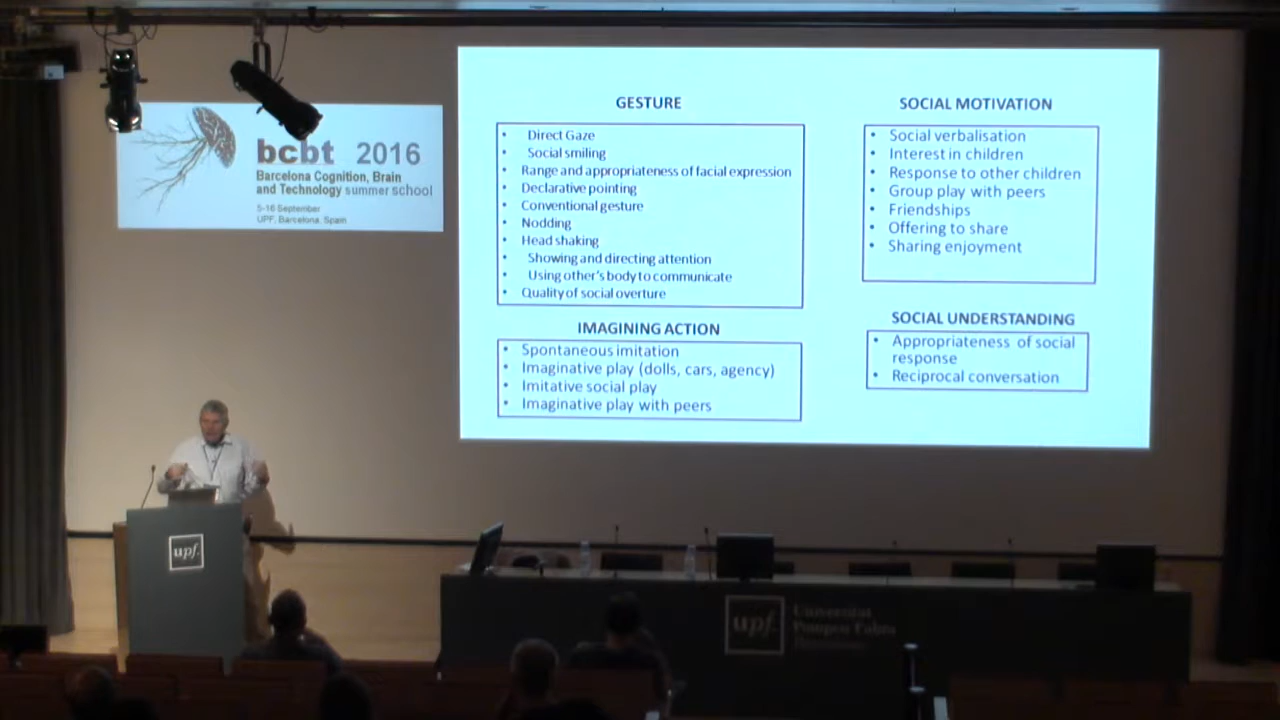 bcbt 2016
Barcelona Cognition, Brain
and Technology summer school
5-16 September
UPF, Barcelona, Spain
GESTURE
• Direct Gaze
• Social smiling
• Range and appropriateness of facial expression
• Declarative pointing
• Conventional gesture
• Nodding
• Head shaking
• Showing and directing attention
• Using other's body to communicate
• Quality of social overture
IMAGINING ACTION
• Spontaneous imitation
• Imaginative play (dolls, cars, agency)
• Imitative social play
• Imaginative play with peers
SOCIAL MOTIVATION
• Social verbalisation
• Interest in children
• Response to other children
• Group play with peers
• Friendships
• Offering to share
• Sharing enjoyment
SOCIAL UNDERSTANDING
• Appropriateness of social
response
• Reciprocal conversation
upf.
upf.
Universitat
Pompeu Fabra
Barcelona